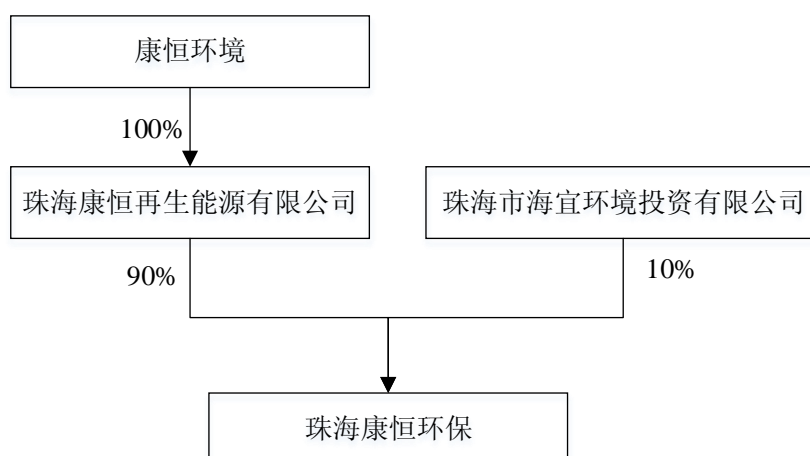 康恒环境
100%
珠海康恒再生能源有限公司
珠海市海宜环境投资有限公司
90%
10%
珠海康恒环保